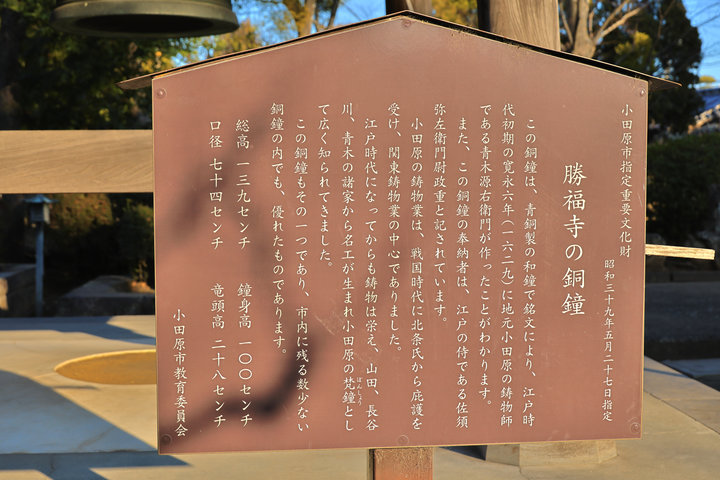 小田原市指定重要文化財
昭和三十九年五月二十七日指定
勝福寺の銅鐘
この銅鐘は、青銅製の和鐘で銘文により、江戸時
代初期の寛永六年(一六二九)に地元小田原の鋳物師
である青木源右衛門が作ったことがわかります。
また、この銅鐘の奉納者は、江戸の侍である佐須
弥左衛門尉政重と記されています。
小田原の鋳物業は、戦国時代に北条氏から庇護を
受け、関東鋳物業の中心でありました。
江戸時代になってからも鋳物は栄え、山田、長谷
川、青木の諸家から名工が生まれ小田原の梵鐘とし
ぼんしょう
て広く知られてきました。
この銅鐘もその一つであり、市内に残る数少ない
銅鐘の内でも、優れたものであります。
総高 一三九センチ 鐘身高 一〇〇センチ
口径 七十四センチ 竜頭高 二十八センチ
小田原市教育委員会